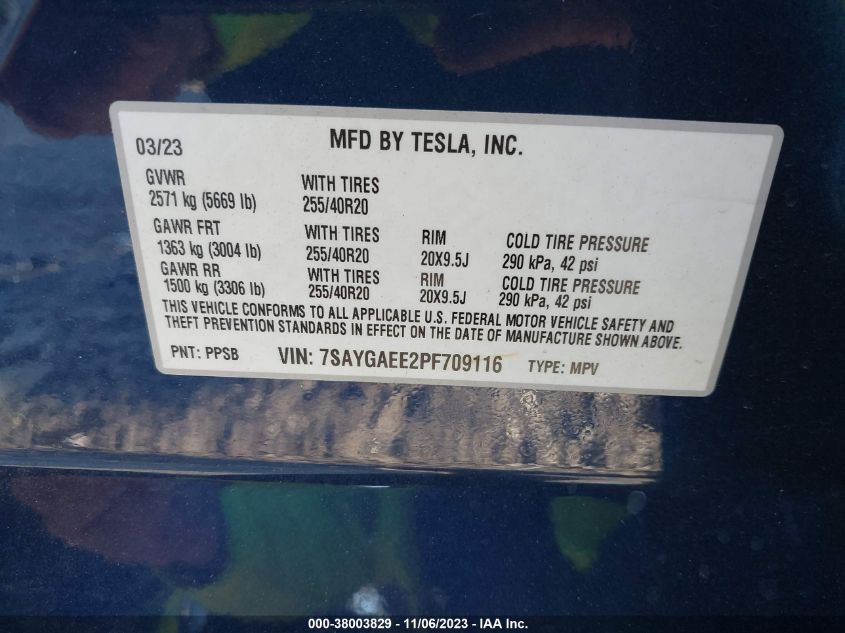 03/23 MFD BY TESLA, INC.
GVWR WITH TIRES
2571 kg (5669 lb) 255/40R20
GAWR FRT WITH TIRES RIM COLD TIRE PRESSURE
1363 kg (3004 lb) 255/40R20 20X9.5J 290 kPa, 42 psi
GAWR RR WITH TIRES RIM COLD TIRE PRESSURE
1500 kg (3306 lb) 255/40R20 20X9.5J 290 kPa, 42 psi
THIS VEHICLE CONFORMS TO ALL APPLICABLE U.S. FEDERAL MOTOR VEHICLE SAFETY AND
THEFT PREVENTION STANDARDS IN EFFECT ON THE DATE OF MANUFACTURE SHOWN ABOVE.
PNT: PPSB VIN: 7SAYGAEE2PF709116 TYPE: MPV
000-38003829 - 11/06/2023 - IAA Inc.